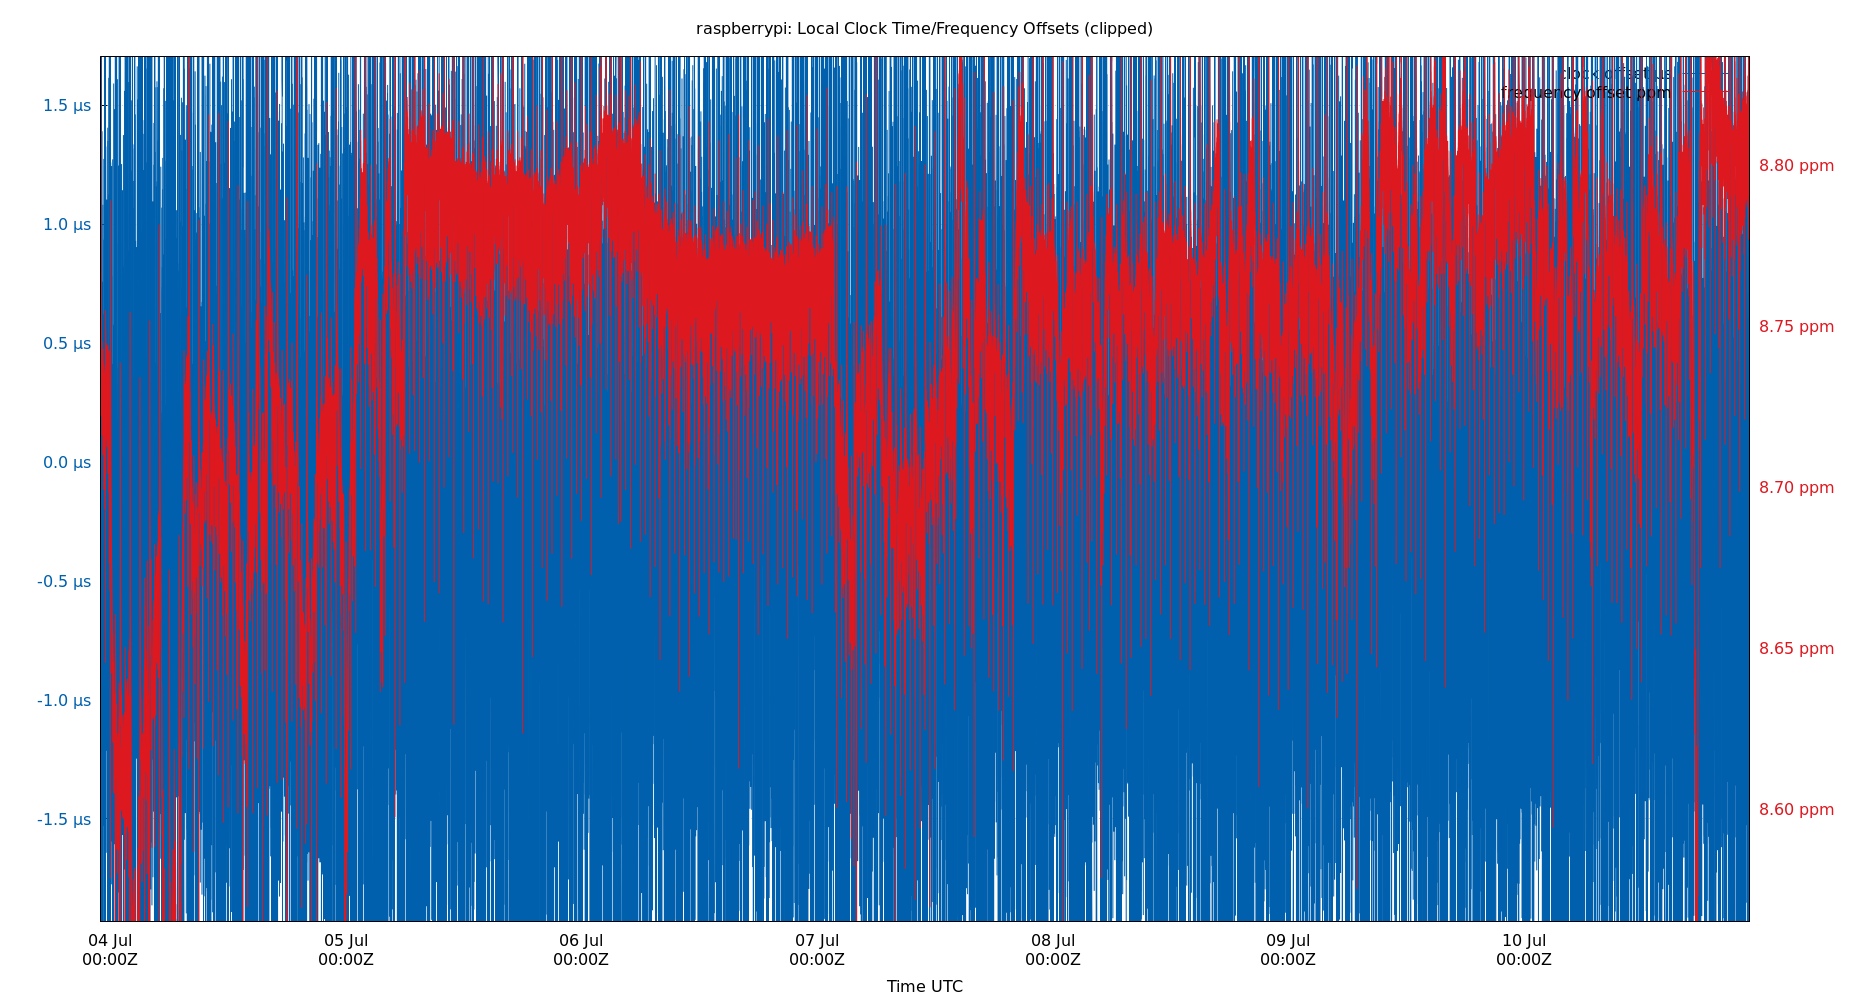 raspberrypi: Local Clock Time/Frequency Offsets (clipped)
clock offset µs
frequency offset ppm
1.5 µs
1.0 µs
0.5 µs
0.0 µs
-0.5 µs
-1.0 µs
-1.5 µs
8.80 ppm
8.75 ppm
8.70 ppm
8.65 ppm
8.60 ppm
04 Jul 05 Jul 06 Jul 07 Jul 08 Jul 09 Jul 10 Jul
00:00Z 00:00Z 00:00Z 00:00Z 00:00Z 00:00Z 00:00Z
Time UTC